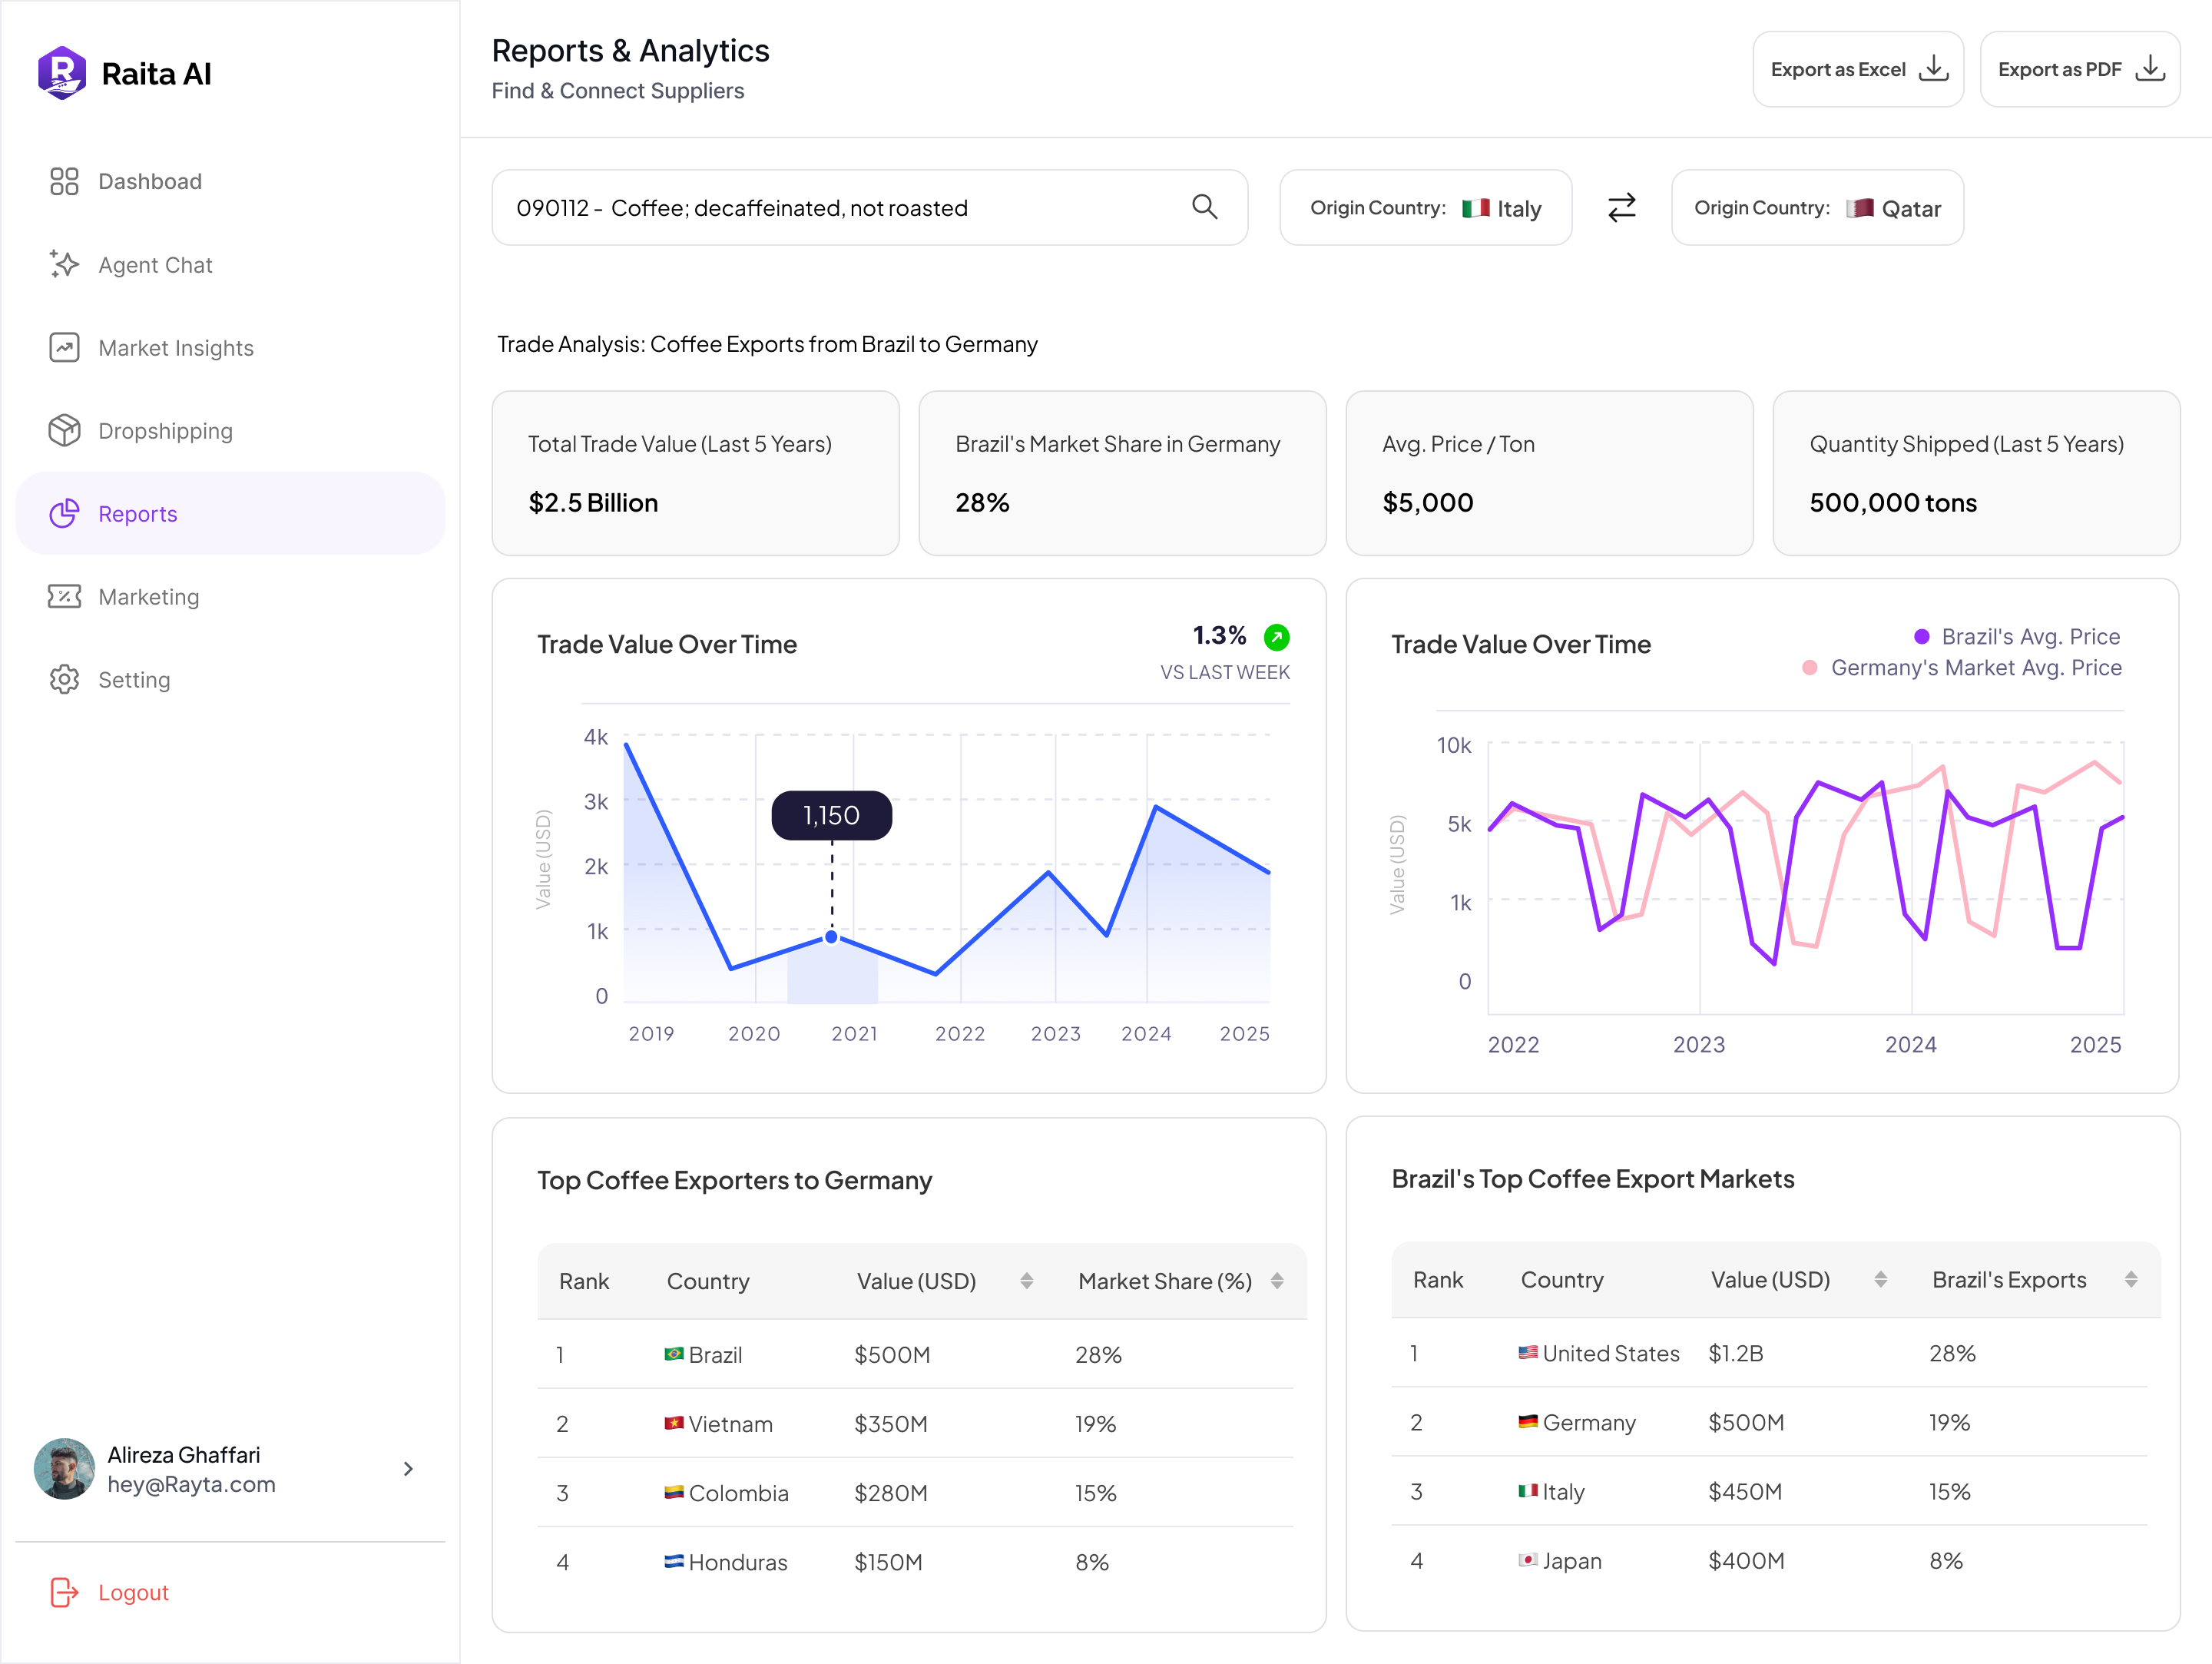 Raita AI
Dashboad
Agent Chat
Market Insights
Dropshipping
Reports
Marketing
Setting
Alireza Ghaffari
hey@Rayta.com
Logout
Reports & Analytics
Find & Connect Suppliers
Export as Excel
Export as PDF
090112 - Coffee; decaffeinated, not roasted
Origin Country: Italy
Origin Country: Qatar
Trade Analysis: Coffee Exports from Brazil to Germany
Total Trade Value (Last 5 Years)
$2.5 Billion
Brazil's Market Share in Germany
28%
Avg. Price / Ton
$5,000
Quantity Shipped (Last 5 Years)
500,000 tons
Trade Value Over Time
1.3%
VS LAST WEEK
Value (USD)
4k
3k
2k
1k
0
1,150
2019 2020 2021 2022 2023 2024 2025
Trade Value Over Time
Brazil's Avg. Price
Germany's Market Avg. Price
Value (USD)
10k
5k
1k
0
2022 2023 2024 2025
Top Coffee Exporters to Germany
Rank Country Value (USD) Market Share (%)
1 Brazil $500M 28%
2 Vietnam $350M 19%
3 Colombia $280M 15%
4 Honduras $150M 8%
Brazil's Top Coffee Export Markets
Rank Country Value (USD) Brazil's Exports
1 United States $1.2B 28%
2 Germany $500M 19%
3 Italy $450M 15%
4 Japan $400M 8%